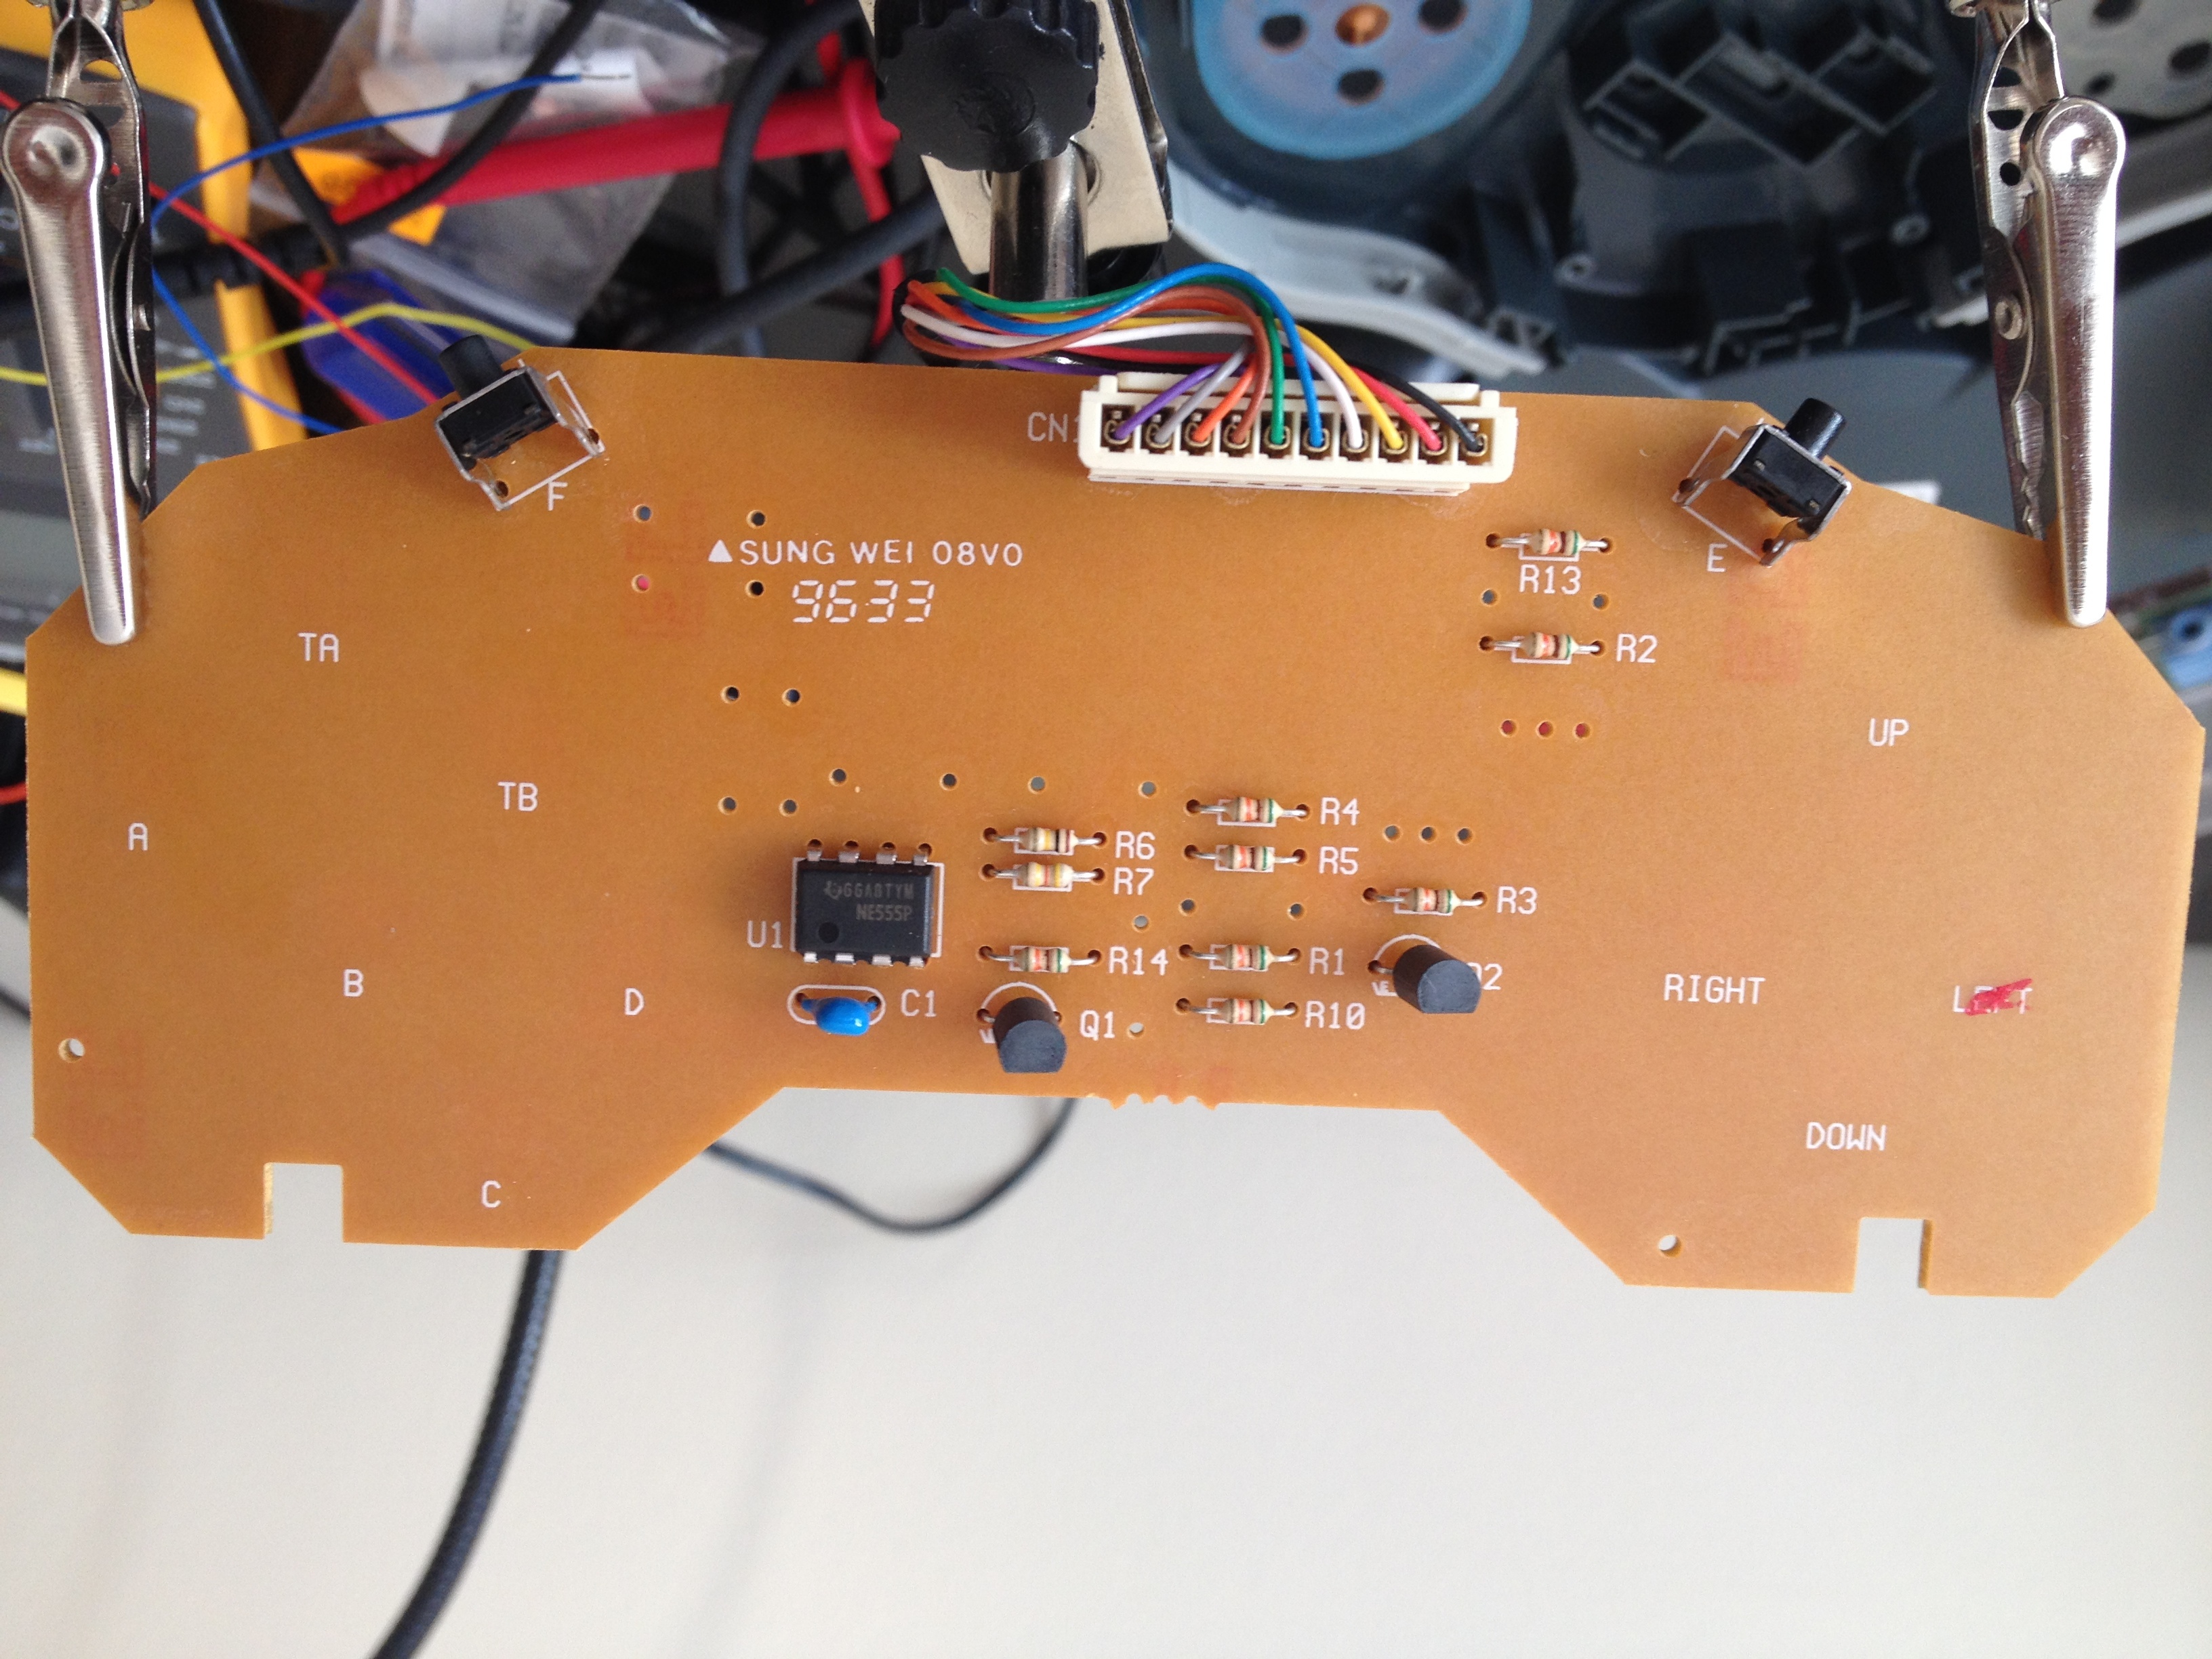 CN1
F
▲SUNG WEI 08V0
9633
E
R13
TA
R2
UP
TB
A
R4
R6
R5
R7
GGABTYM
NE555P
R3
U1
R14
R1
B
D
C1
Q1
R10
RIGHT
DOWN
C